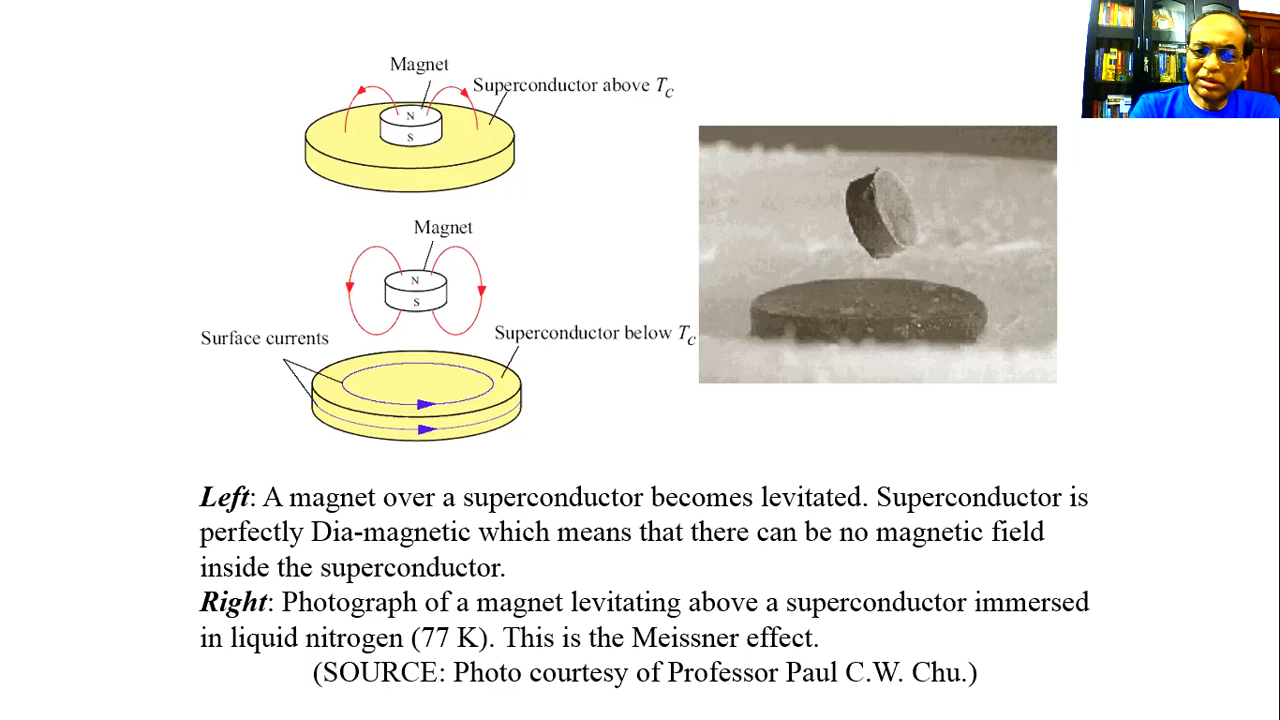 Magnet
Superconductor above Tc
N
S
Magnet
N
S
Surface currents
Superconductor below Tc
Left: A magnet over a superconductor becomes levitated. Superconductor is
perfectly Dia-magnetic which means that there can be no magnetic field
inside the superconductor.
Right: Photograph of a magnet levitating above a superconductor immersed
in liquid nitrogen (77 K). This is the Meissner effect.
(SOURCE: Photo courtesy of Professor Paul C.W. Chu.)